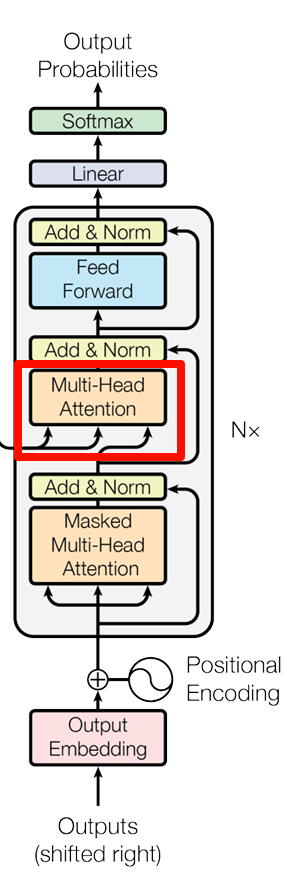 Output
Probabilities
Softmax
Linear
Add & Norm
Feed
Forward
Add & Norm
Multi-Head
Attention
N×
Add & Norm
Masked
Multi-Head
Attention
Positional
Encoding
Output
Embedding
Outputs
(shifted right)